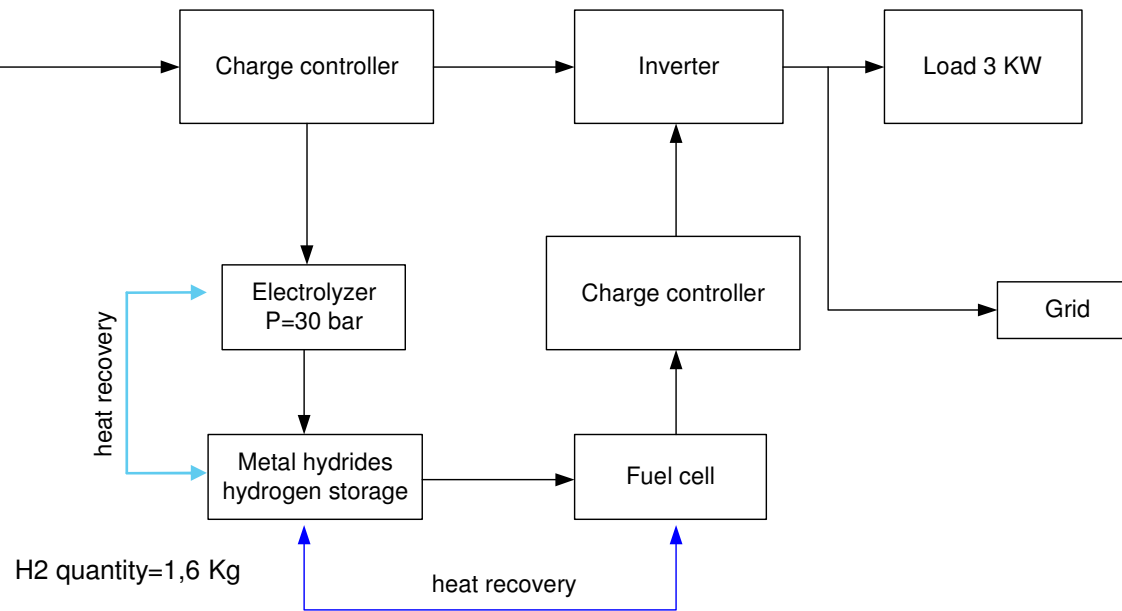 Charge controller
Inverter
Load 3 KW
Electrolyzer
P=30 bar
Charge controller
Grid
heat recovery
Metal hydrides
hydrogen storage
Fuel cell
H2 quantity=1,6 Kg
heat recovery